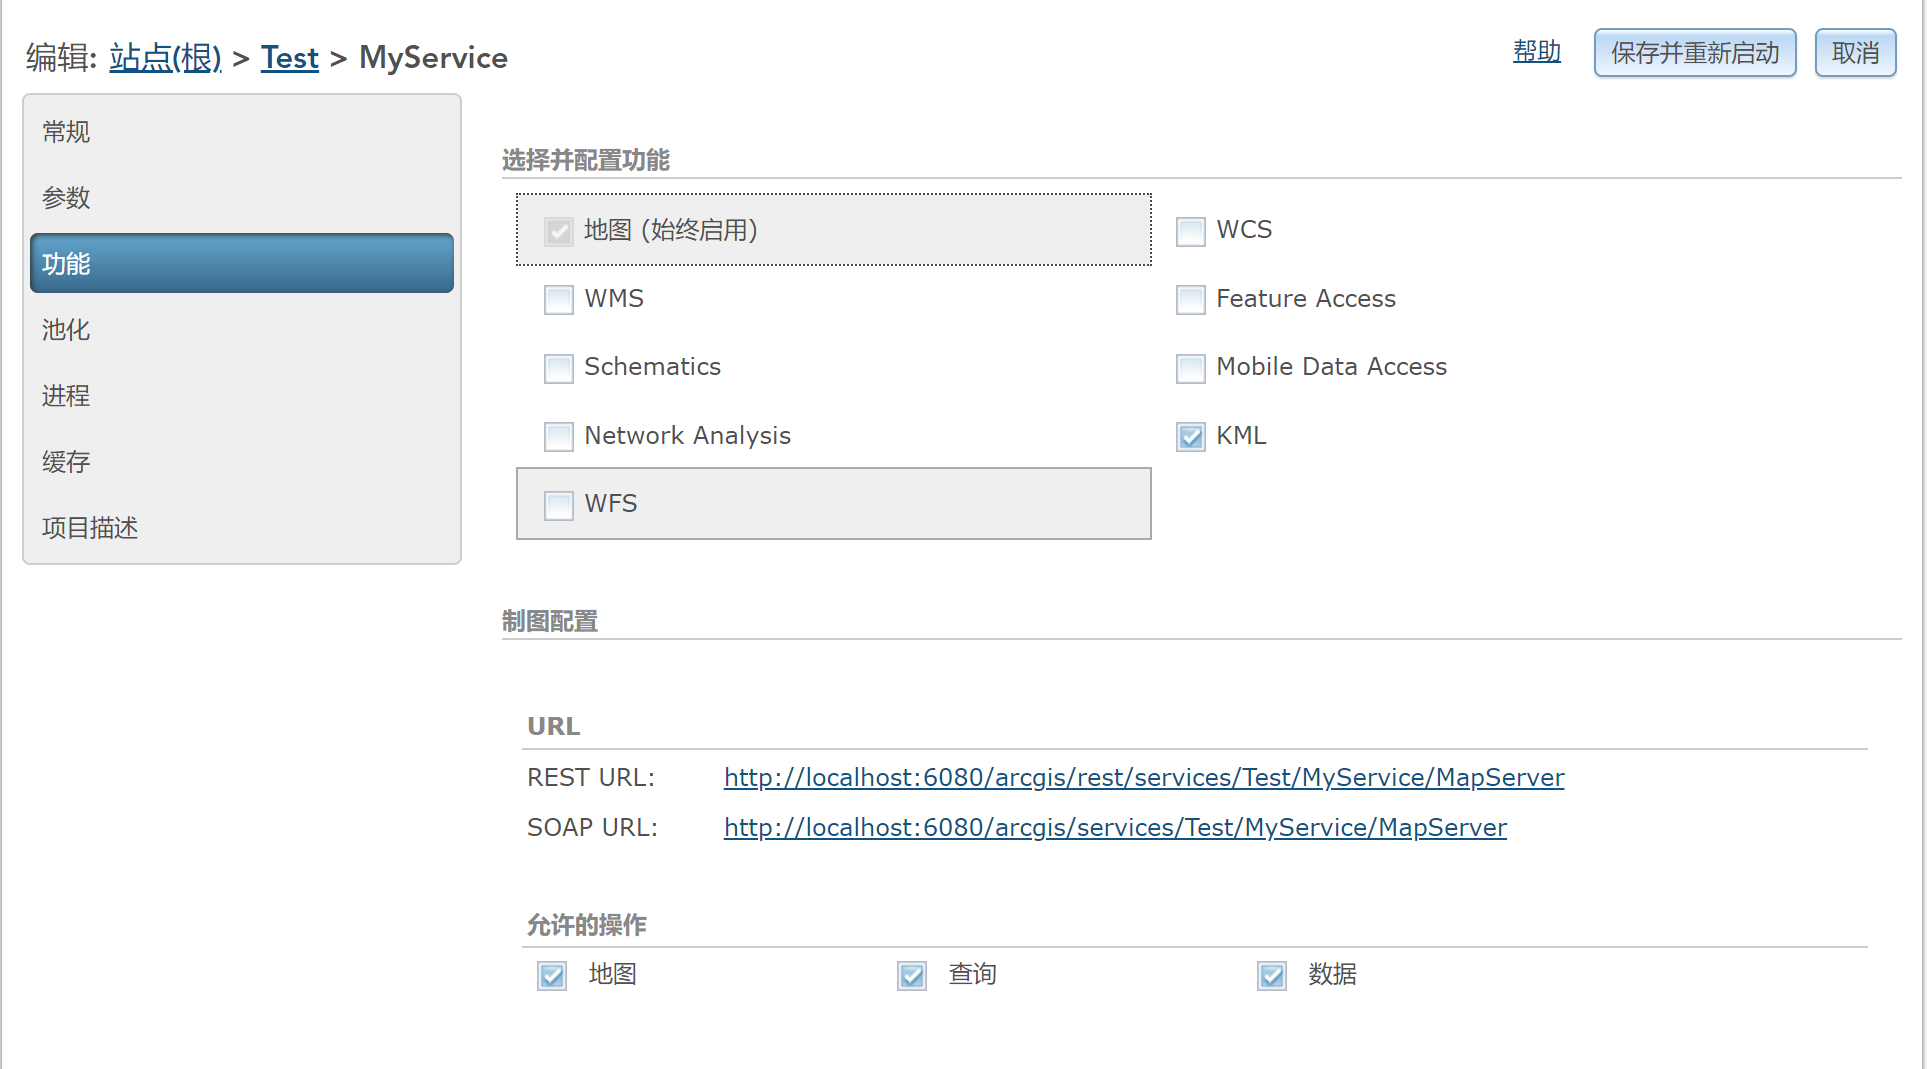 编辑: 站点(根) > Test > MyService
帮助
保存并重新启动
取消
常规
参数
功能
池化
进程
缓存
项目描述
选择并配置功能
地图 (始终启用)
WCS
WMS
Feature Access
Schematics
Mobile Data Access
Network Analysis
KML
WFS
制图配置
URL
REST URL: http://localhost:6080/arcgis/rest/services/Test/MyService/MapServer
SOAP URL: http://localhost:6080/arcgis/services/Test/MyService/MapServer
允许的操作
地图 查询 数据